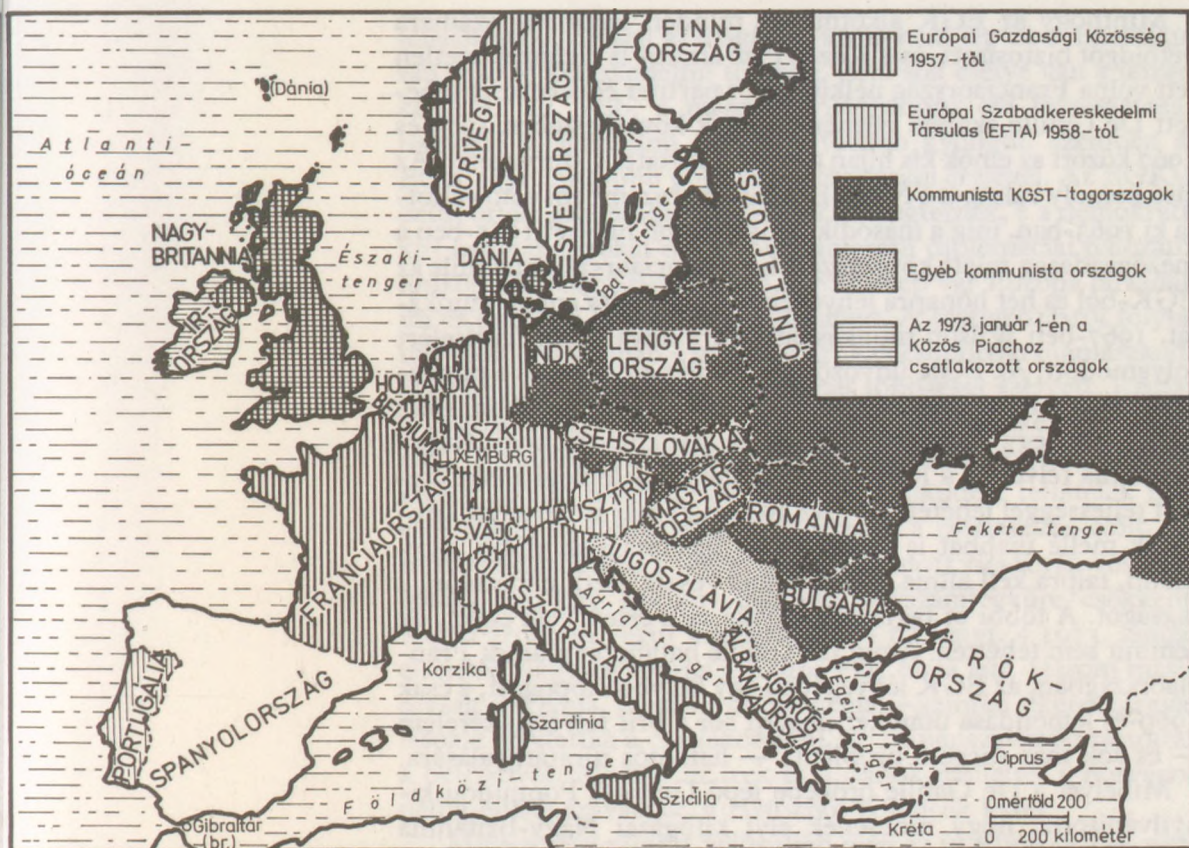 FINN-
ORSZÁG
(Dánia)
Atlanti-
óceán
NORVÉGIA
SVÉDORSZÁG
NAGY-
BRITANNIA
Északi-
tenger
DÁNIA
Balti-tenger
SZOVJETUNIÓ
ÍR-
ORSZÁG
HOLLANDIA
NDK
LENGYEL-
ORSZÁG
BELGIUM
NSZK
LUXEMBURG
CSEHSZLOVÁKIA
FRANCIAORSZÁG
AUSZTRIA
MAGYAR-
ORSZÁG
SVÁJC
ROMÁNIA
Fekete-tenger
OLASZORSZÁG
JUGOSZLÁVIA
BULGÁRIA
Adriai-tenger
PORTUGÁLIA
SPANYOLORSZÁG
Korzika
ALBÁNIA
GÖRÖG-
ORSZÁG
Égei-tenger
TÖRÖK-
ORSZÁG
Szardínia
Ciprus
Földközi tenger
Szicília
Gibraltár
(br.)
Kréta
0 mérföld 200
0 200 kilométer
Európai Gazdasági Közösség
1957-től
Európai Szabadkereskedelmi
Társulás (EFTA) 1958-tól
Kommunista KGST-tagországok
Egyéb kommunista országok
Az 1973. január 1-én a
Közös Piachoz
csatlakozott országok